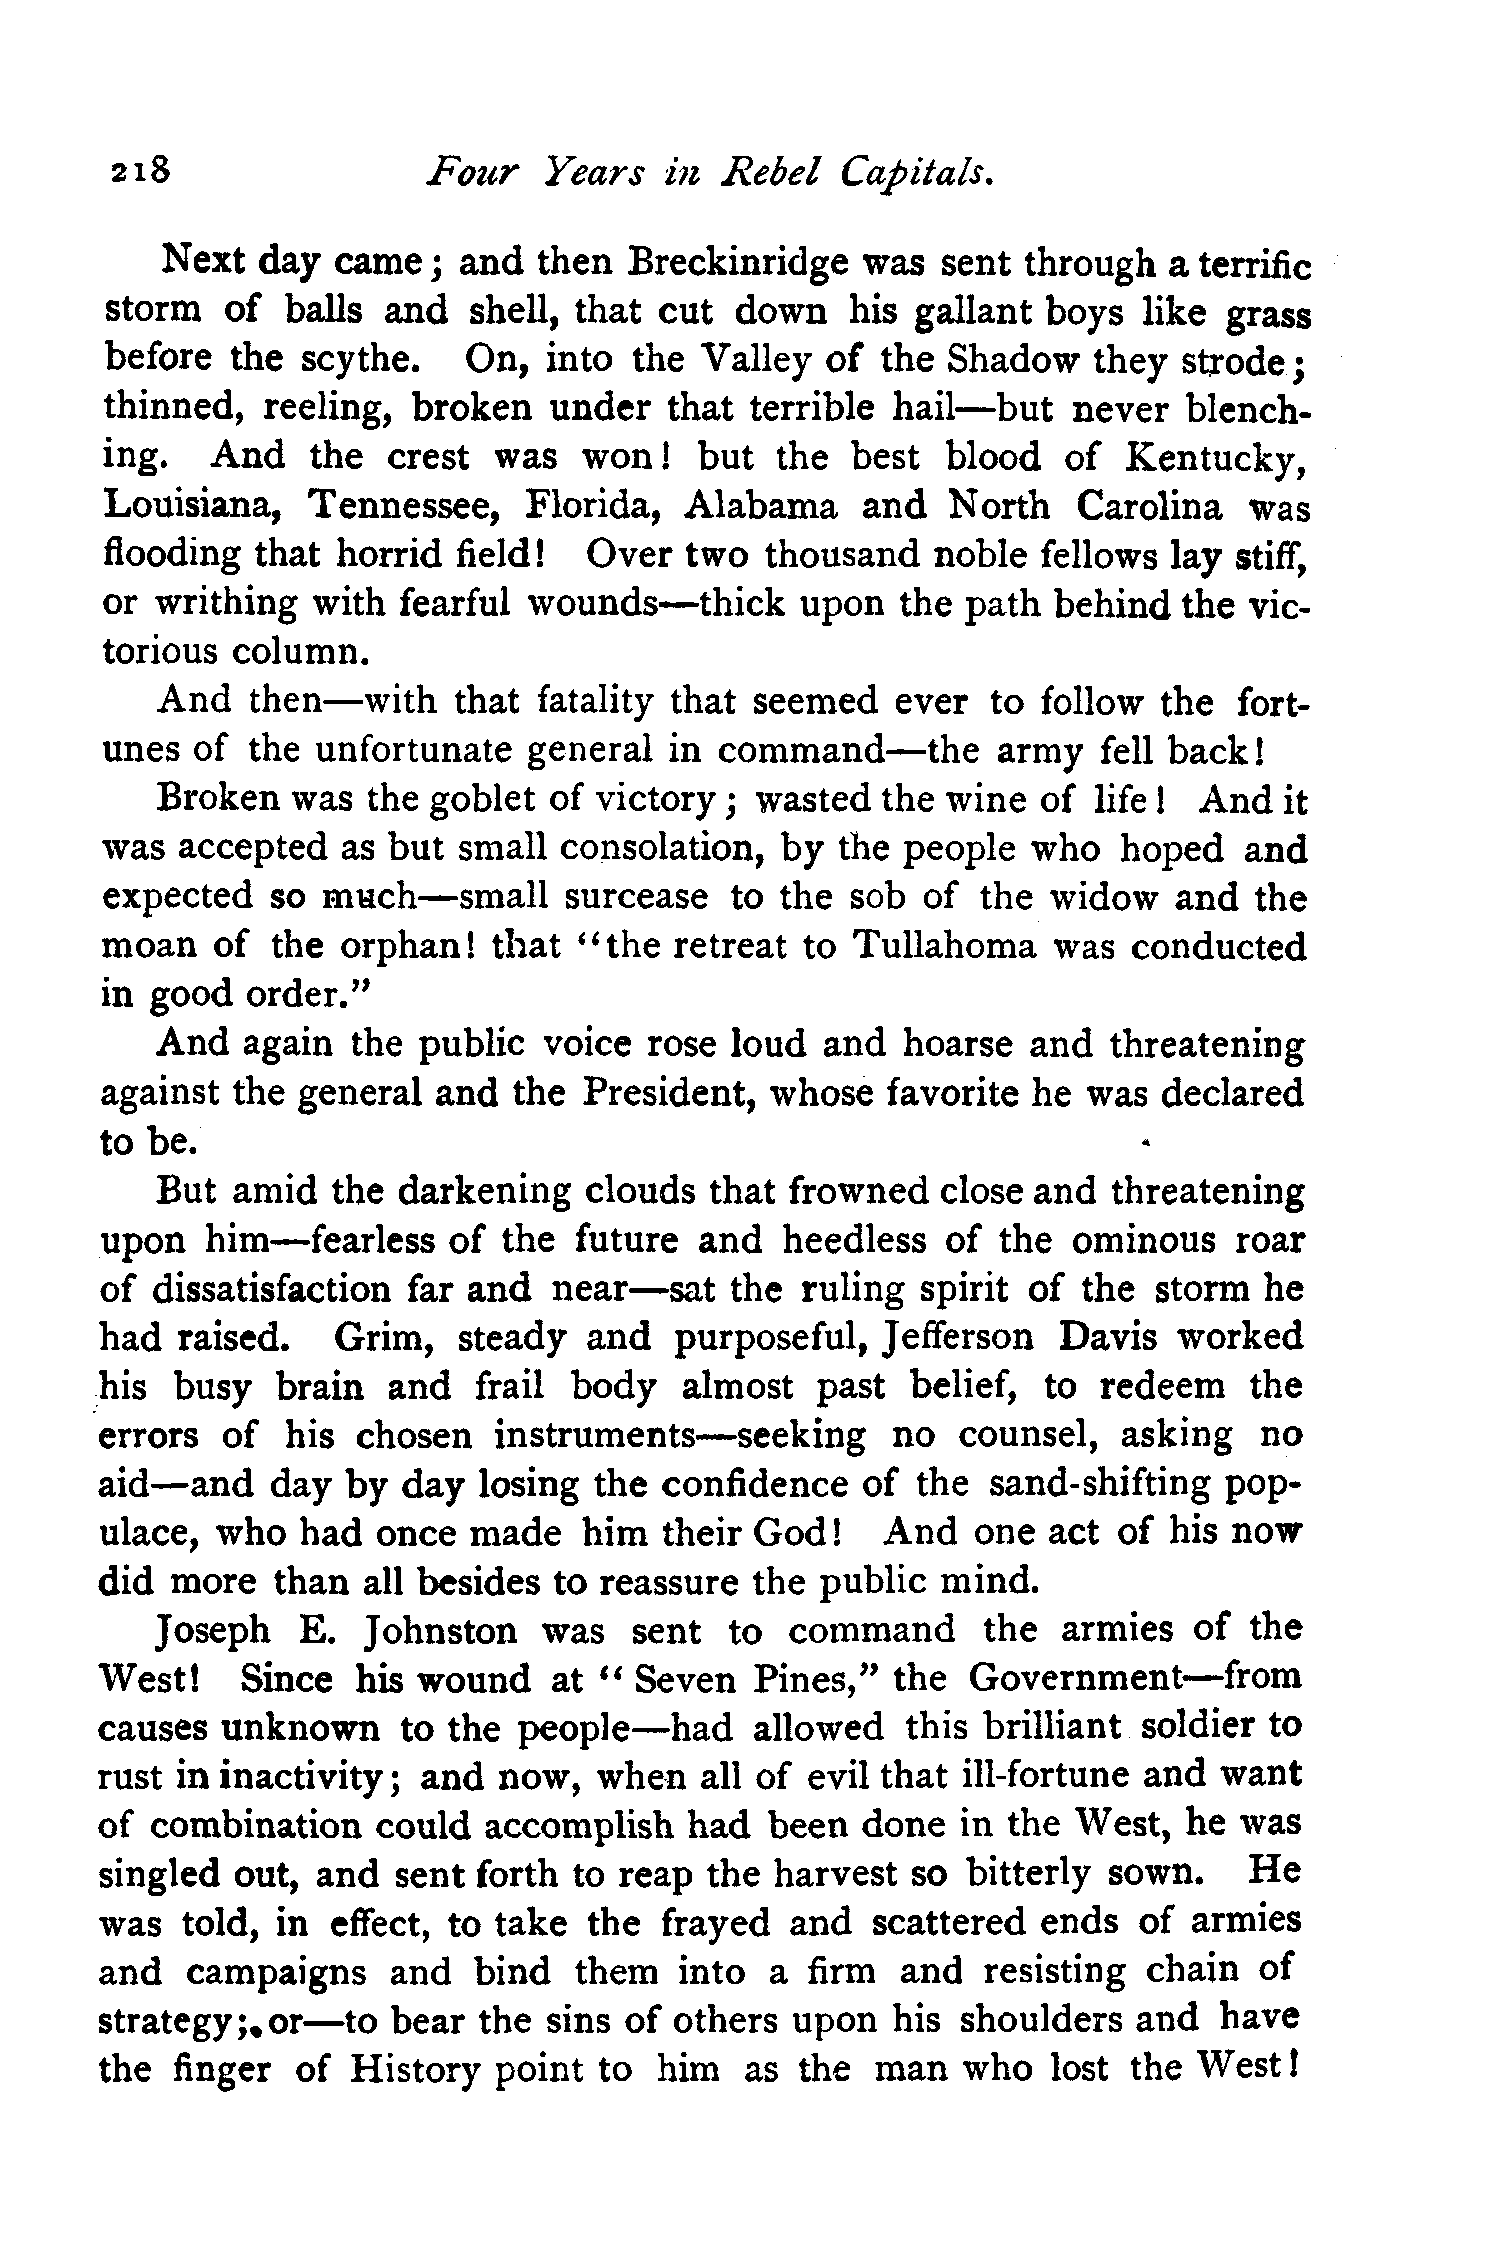 218 Four Years in Rebel Capitals.
Next day came; and then Breckinridge was sent through a terrific
storm of balls and shell, that cut down his gallant boys like grass
before the scythe. On, into the Valley of the Shadow they strode;
thinned, reeling, broken under that terrible hail—but never blench-
ing. And the crest was won! but the best blood of Kentucky,
Louisiana, Tennessee, Florida, Alabama and North Carolina was
flooding that horrid field! Over two thousand noble fellows lay stiff,
or writhing with fearful wounds—thick upon the path behind the vic-
torious column.
And then—with that fatality that seemed ever to follow the fort-
unes of the unfortunate general in command—the army fell back!
Broken was the goblet of victory; wasted the wine of life! And it
was accepted as but small consolation, by the people who hoped and
expected so much—small surcease to the sob of the widow and the
moan of the orphan! that "the retreat to Tullahoma was conducted
in good order."
And again the public voice rose loud and hoarse and threatening
against the general and the President, whose favorite he was declared
to be.
But amid the darkening clouds that frowned close and threatening
upon him—fearless of the future and heedless of the ominous roar
of dissatisfaction far and near—sat the ruling spirit of the storm he
had raised. Grim, steady and purposeful, Jefferson Davis worked
his busy brain and frail body almost past belief, to redeem the
errors of his chosen instruments—seeking no counsel, asking no
aid—and day by day losing the confidence of the sand-shifting pop-
ulace, who had once made him their God! And one act of his now
did more than all besides to reassure the public mind.
Joseph E. Johnston was sent to command the armies of the
West! Since his wound at "Seven Pines," the Government—from
causes unknown to the people—had allowed this brilliant soldier to
rust in inactivity; and now, when all of evil that ill-fortune and want
of combination could accomplish had been done in the West, he was
singled out, and sent forth to reap the harvest so bitterly sown. He
was told, in effect, to take the frayed and scattered ends of armies
and campaigns and bind them into a firm and resisting chain of
strategy; or—to bear the sins of others upon his shoulders and have
the finger of History point to him as the man who lost the West!